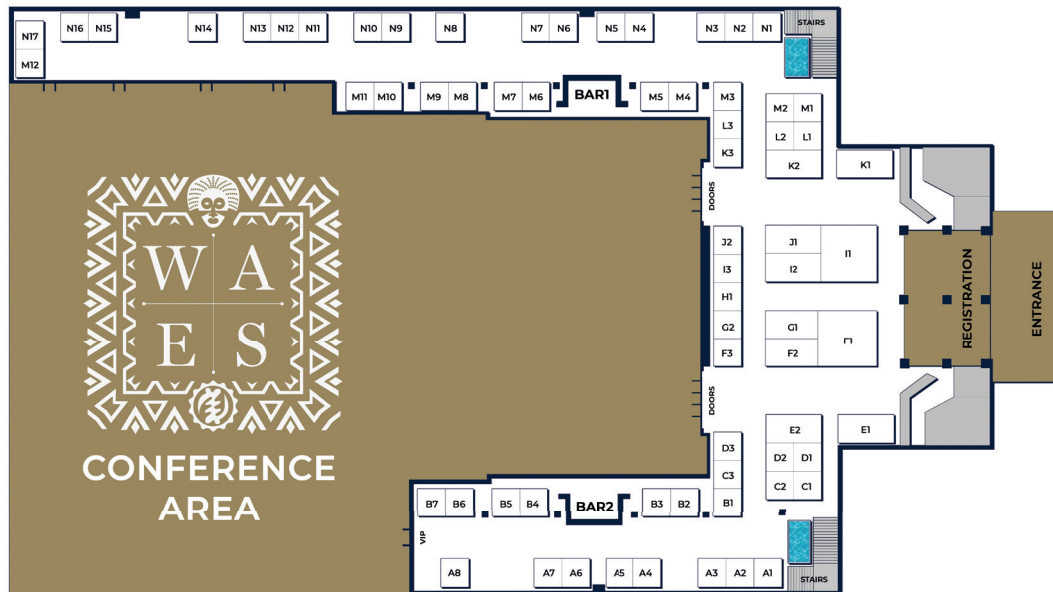 N17
N16 N15
N14
N13 N12 N11
N10 N9
N8
N7 N6
N5 N4
N3 N2 N1
STAIRS
M12
M11 M10
M9 M8
M7 M6
BAR1
M5 M4
M3
L3
K3
M2 M1
L2 L1
K2
K1
DOORS
J2
I3
H1
G2
F3
J1
I2
I1
G1
F2
REGISTRATION
ENTRANCE
W A
E S
CONFERENCE
AREA
DOORS
D3
C3
B1
E2
D2 D1
C2 C1
E1
B7 B6
B5 B4
BAR2
B3 B2
VIP
A8
A7 A6
A5 A4
A3 A2 A1
STAIRS